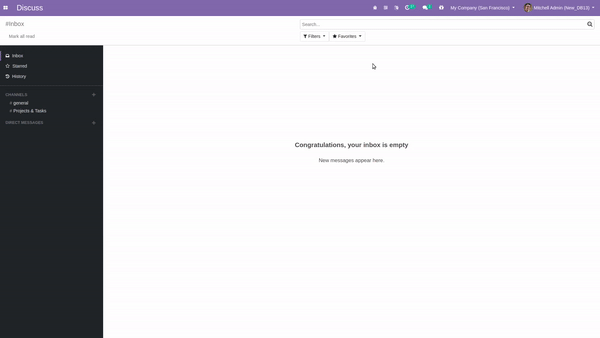 Discuss
My Company (San Francisco)
Mitchell Admin (New_DB13)
#Inbox
Search...
Mark all read
Filters
Favorites
Inbox
Starred
History
CHANNELS
# general
# Projects & Tasks
DIRECT MESSAGES
Congratulations, your inbox is empty
New messages appear here.